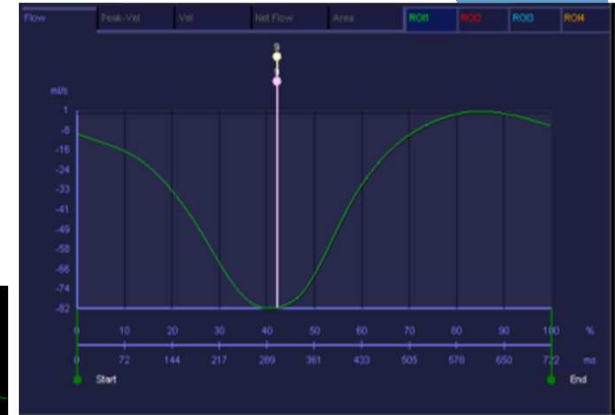 Flow Peak-Vel Vel Net Flow Area ROI1 ROI2 ROI3 ROI4
9
9
ml/s
1
-8
-16
-24
-33
-41
-49
-58
-66
-74
-82
0 10 20 30 40 50 60 70 80 90 100 %
0 72 144 217 289 361 433 505 578 650 722 ms
Start End